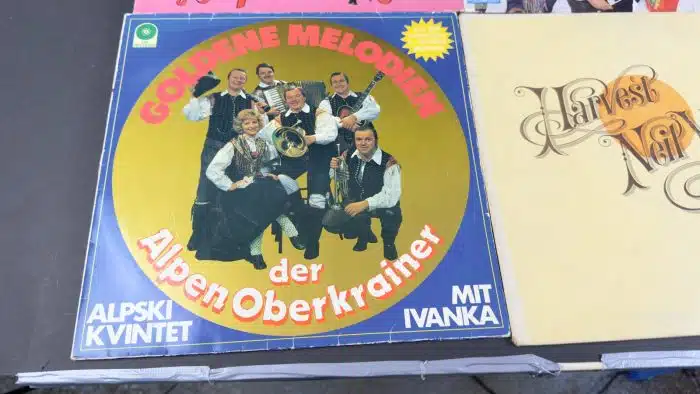 GOLDENE MELODIEN
der
Alpen Oberkrainer
ALPSKI
KVINTET
MIT
IVANKA
Harvest
Neil